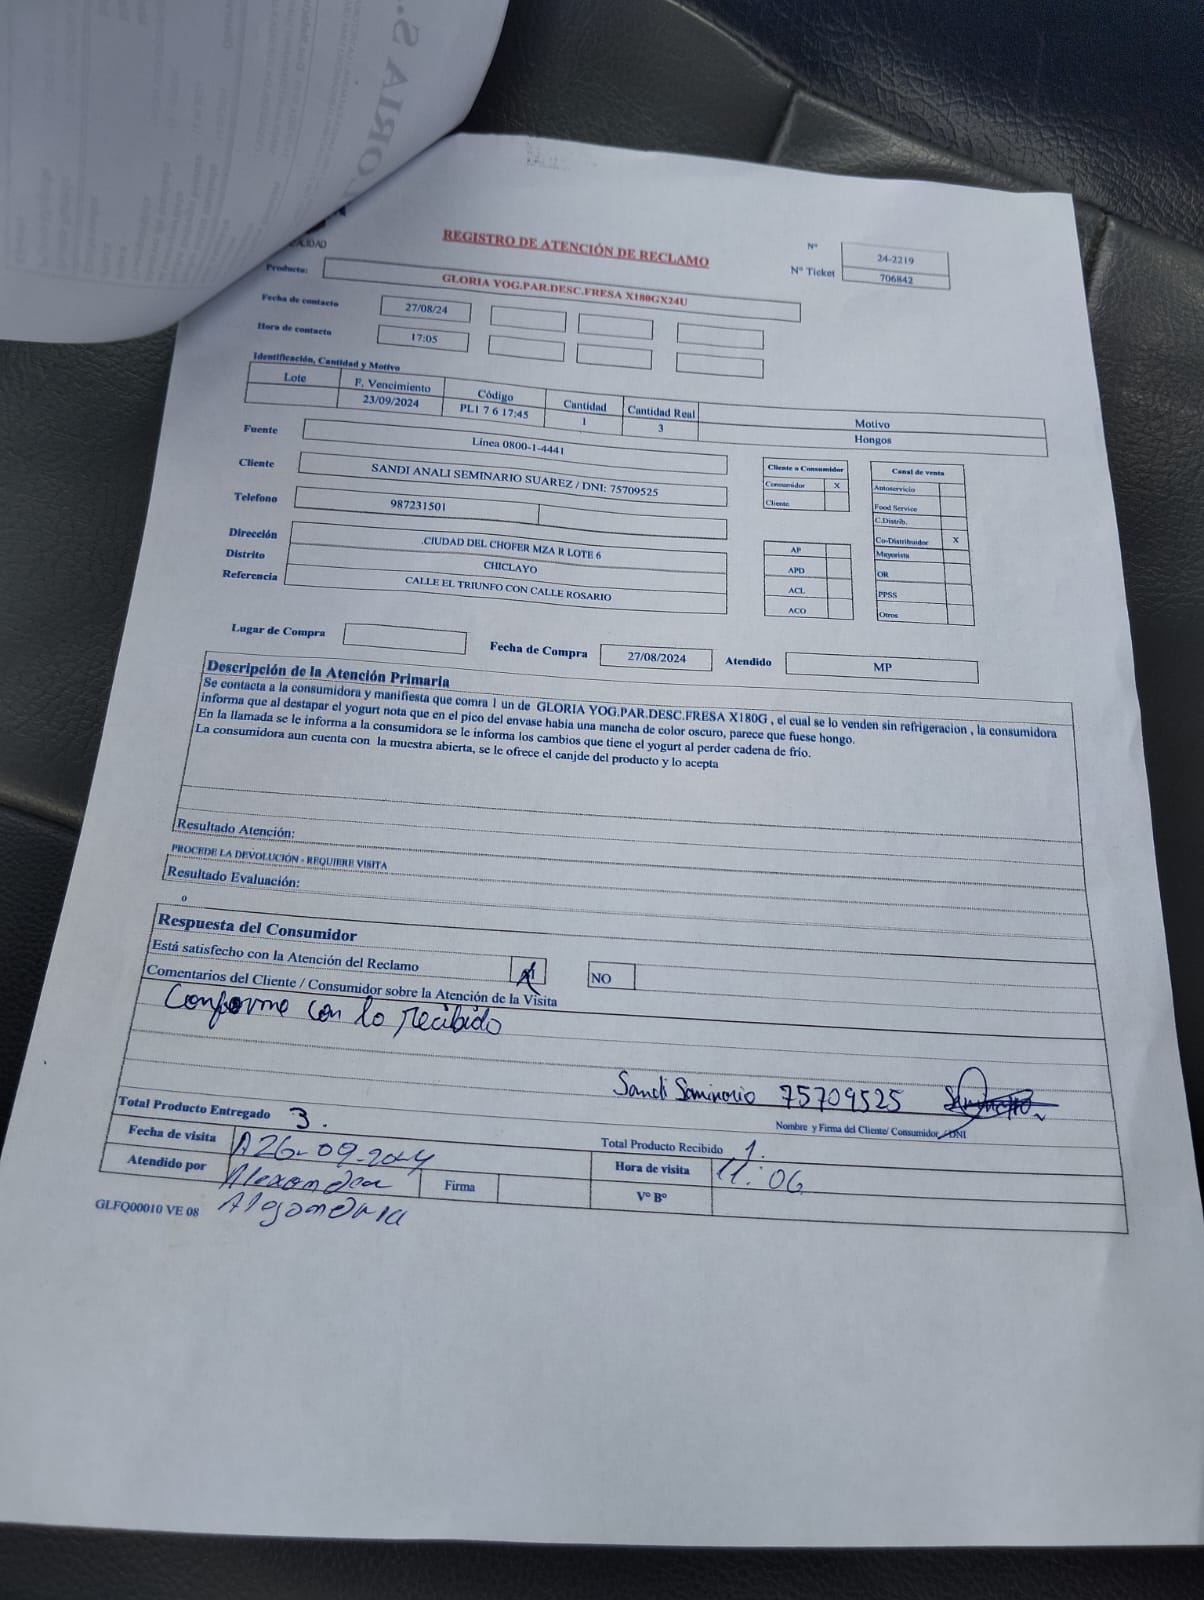 ORIA S.
CALIDAD
REGISTRO DE ATENCIÓN DE RECLAMO
Nº 24-2219
Nº Ticket 706842
Producto: GLORIA YOG.PAR.DESC.FRESA X180GX24U
Fecha de contacto 27/08/24
Hora de contacto 17:05
Identificación, Cantidad y Motivo
Lote F. Vencimiento Código Cantidad Cantidad Real Motivo
23/09/2024 PL1 7 6 17:45 1 3 Hongos
Fuente Linea 0800-1-4441
Cliente SANDI ANALI SEMINARIO SUAREZ / DNI: 75709525
Telefono 987231501
Dirección .CIUDAD DEL CHOFER MZA R LOTE 6
Distrito CHICLAYO
Referencia CALLE EL TRIUNFO CON CALLE ROSARIO
Cliente o Consumidor
Consumidor X
Cliente
AP
APD
ACL
ACO
Canal de venta
Autoservicio
Food Service
C.Distrib.
Co-Distribuidor X
Mayorista
OR
PPSS
Otros
Lugar de Compra Fecha de Compra 27/08/2024 Atendido MP
Descripción de la Atención Primaria
Se contacta a la consumidora y manifiesta que comra 1 un de GLORIA YOG.PAR.DESC.FRESA X180G , el cual se lo venden sin refrigeracion , la consumidora
informa que al destapar el yogurt nota que en el pico del envase habia una mancha de color oscuro, parece que fuese hongo.
En la llamada se le informa a la consumidora se le informa los cambios que tiene el yogurt al perder cadena de frío.
La consumidora aun cuenta con la muestra abierta, se le ofrece el canjde del producto y lo acepta
Resultado Atención:
PROCEDE LA DEVOLUCIÓN - REQUIERE VISITA
Resultado Evaluación:
0
Respuesta del Consumidor
Está satisfecho con la Atención del Reclamo NO
Comentarios del Cliente / Consumidor sobre la Atención de la Visita
Conforme con lo recibido
Sandi Seminario 75709525
Nombre y Firma del Cliente/ Consumidor /DNI
Total Producto Entregado 3. Total Producto Recibido 1.
Fecha de visita 26-09-2024 Hora de visita 11:06
Atendido por Alexandra Firma Vº Bº
GLFQ00010 VE 08